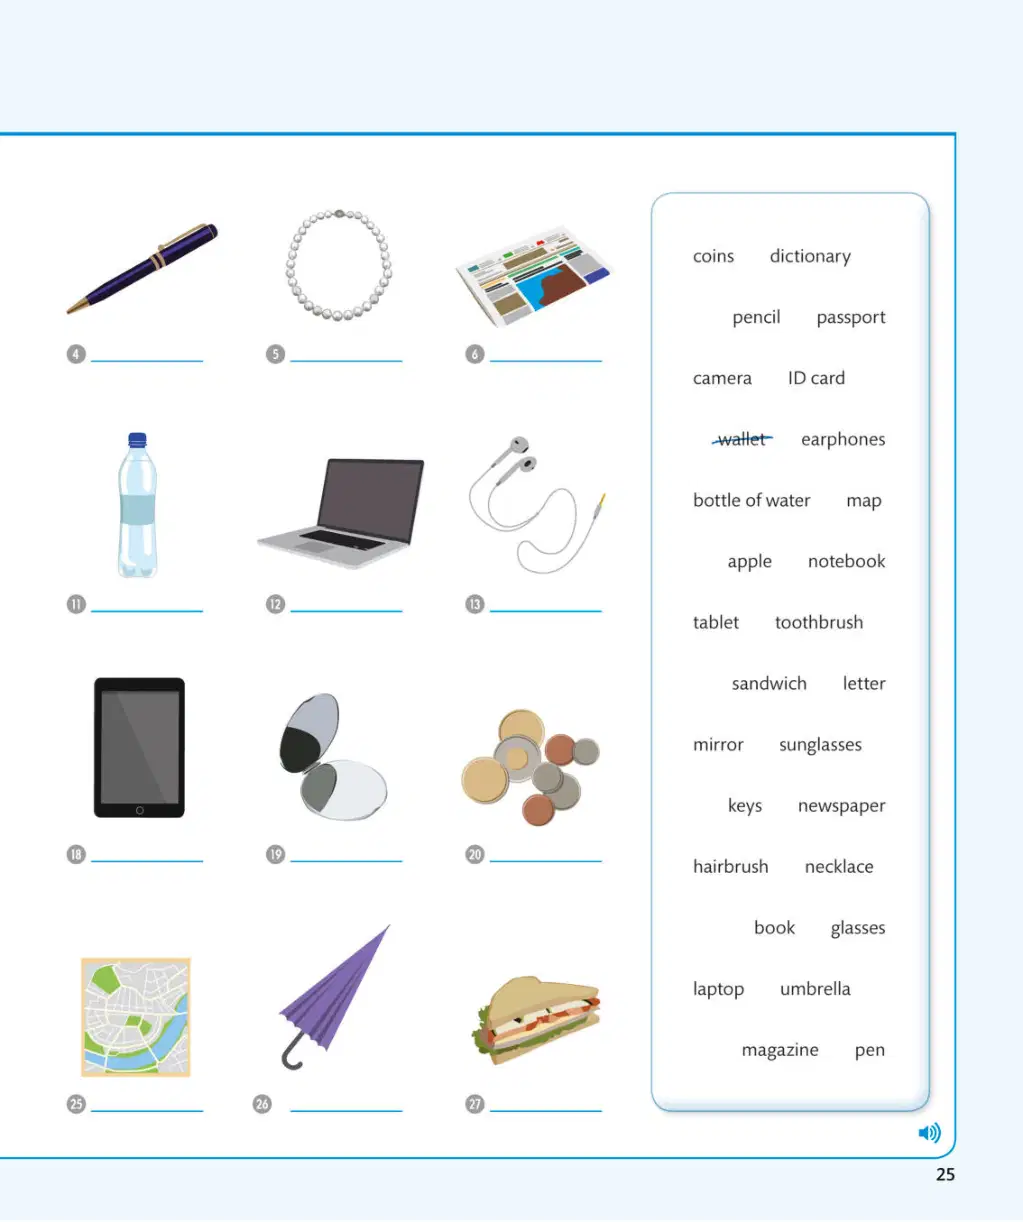 4
5
6
11
12
13
18
19
20
25
26
27
coins dictionary
pencil passport
camera ID card
wallet earphones
bottle of water map
apple notebook
tablet toothbrush
sandwich letter
mirror sunglasses
keys newspaper
hairbrush necklace
book glasses
laptop umbrella
magazine pen
25